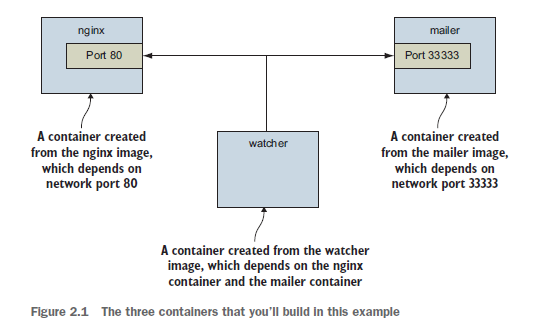 nginx
Port 80
mailer
Port 33333
A container created
from the nginx image,
which depends on
network port 80
watcher
A container created
from the mailer image,
which depends on
network port 33333
A container created from the watcher
image, which depends on the nginx
container and the mailer container
Figure 2.1 The three containers that you'll build in this example